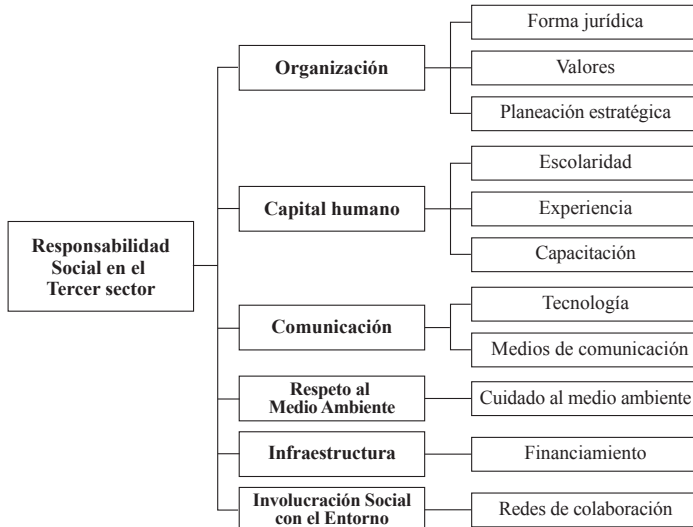 Responsabilidad
Social en el
Tercer sector
Organización
Forma jurídica
Valores
Planeación estratégica
Capital humano
Escolaridad
Experiencia
Capacitación
Comunicación
Tecnología
Medios de comunicación
Respeto al
Medio Ambiente
Cuidado al medio ambiente
Infraestructura
Financiamiento
Involucración Social
con el Entorno
Redes de colaboración